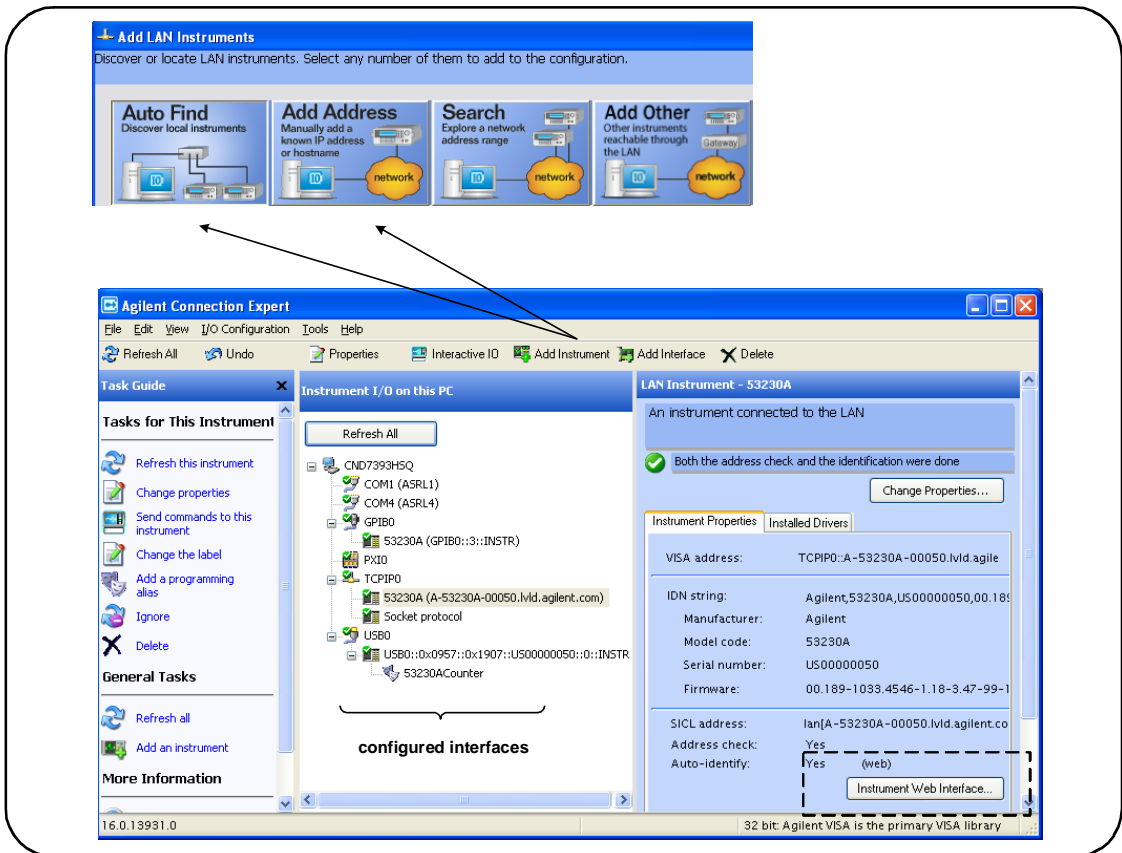 Add LAN Instruments
Discover or locate LAN instruments. Select any number of them to add to the configuration.
Auto Find
Discover local instruments
IO
Add Address
Manually add a
known IP address
or hostname
IO
network
Search
Explore a network
address range
IO
network
Add Other
Other instruments
reachable through
the LAN
Gateway
IO
network
Agilent Connection Expert
File Edit View I/O Configuration Tools Help
Refresh All Undo Properties Interactive IO Add Instrument Add Interface Delete
Task Guide
Tasks for This Instrument
Refresh this instrument
Change properties
Send commands to this
instrument
Change the label
Add a programming
alias
Ignore
Delete
General Tasks
Refresh all
Add an instrument
More Information
Instrument I/O on this PC
Refresh All
CND7393HSQ
COM1 (ASRL1)
COM4 (ASRL4)
GPIB0
53230A (GPIB0::3::INSTR)
PXI0
TCPIP0
53230A (A-53230A-00050.lvld.agilent.com)
Socket protocol
USB0
USB0::0x0957::0x1907::US00000050::0::INSTR
53230ACounter
configured interfaces
LAN Instrument - 53230A
An instrument connected to the LAN
Both the address check and the identification were done
Change Properties...
Instrument Properties Installed Drivers
VISA address: TCPIP0::A-53230A-00050.lvld.agile
IDN string: Agilent,53230A,US00000050,00.189
Manufacturer: Agilent
Model code: 53230A
Serial number: US00000050
Firmware: 00.189-1033.4546-1.18-3.47-99-1
SICL address: lan[A-53230A-00050.lvld.agilent.co
Address check: Yes
Auto-identify: Yes (web)
Instrument Web Interface...
16.0.13931.0
32 bit: Agilent VISA is the primary VISA library